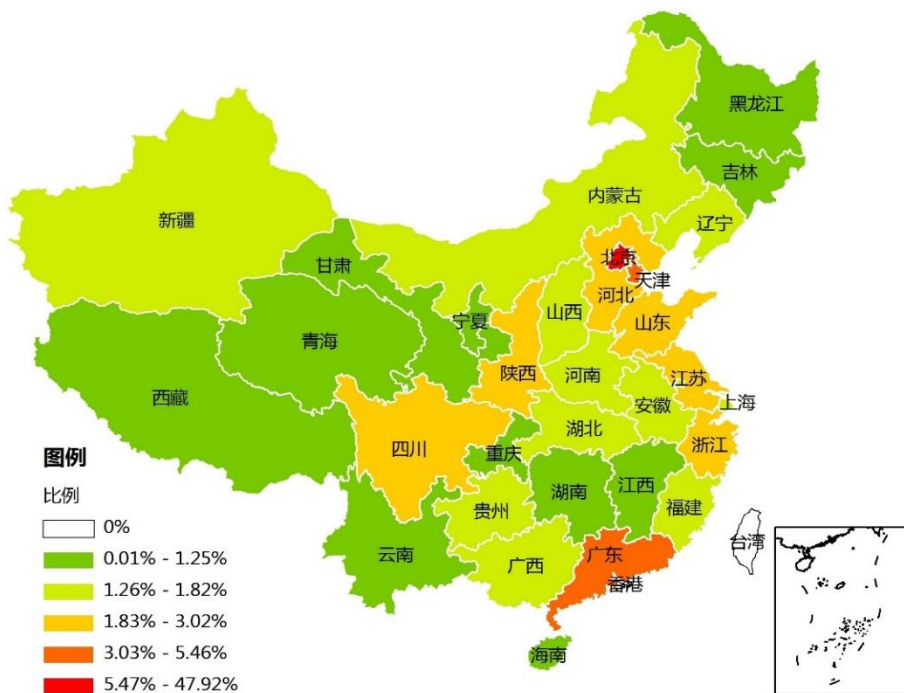 黑龙江
吉林
内蒙古
辽宁
新疆
甘肃
北京
天津
河北
山西
宁夏
山东
青海
陕西
河南
江苏
西藏
安徽
上海
湖北
四川
重庆
浙江
湖南
江西
贵州
福建
云南
广西
广东
台湾
香港
海南
图例
比例
0%
0.01% - 1.25%
1.26% - 1.82%
1.83% - 3.02%
3.03% - 5.46%
5.47% - 47.92%